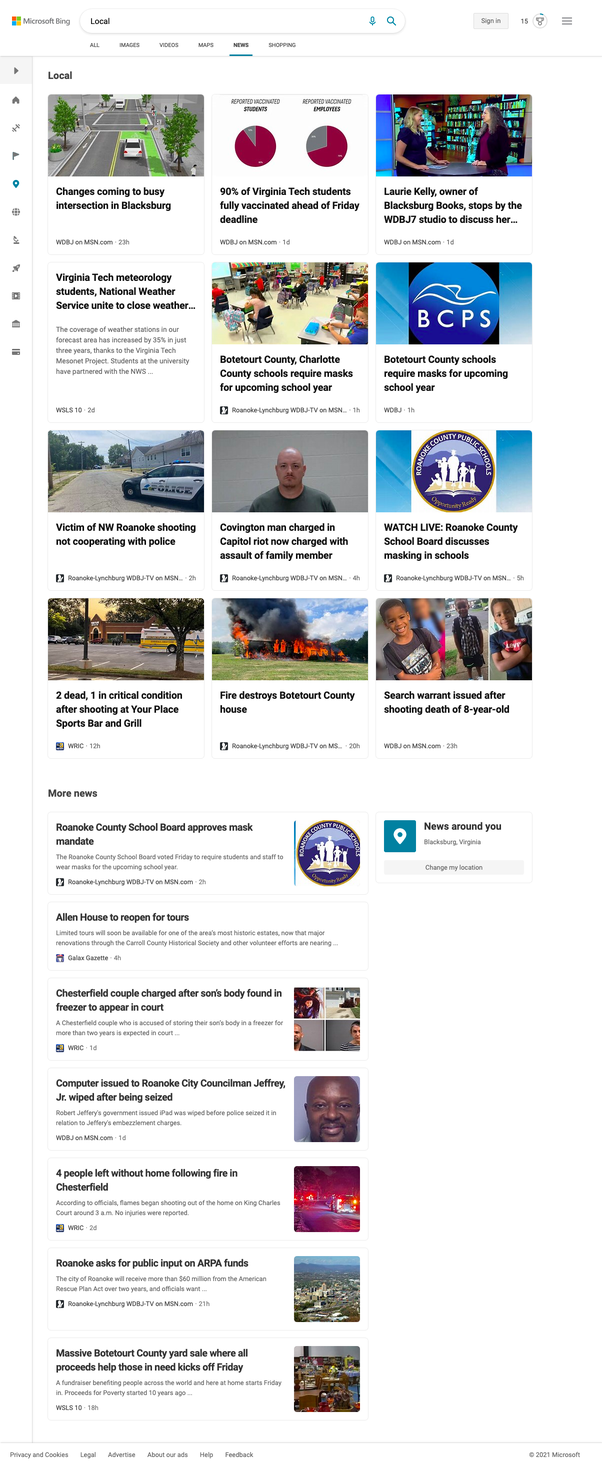 Microsoft Bing
Local
Sign in
15
ALL
IMAGES
VIDEOS
MAPS
NEWS
SHOPPING
Local
REPORTED VACCINATED
STUDENTS
REPORTED VACCINATED
EMPLOYEES
Changes coming to busy
intersection in Blacksburg
WDBJ on MSN.com · 23h
90% of Virginia Tech students
fully vaccinated ahead of Friday
deadline
WDBJ on MSN.com · 1d
Laurie Kelly, owner of
Blacksburg Books, stops by the
WDBJ7 studio to discuss her...
WDBJ on MSN.com · 1d
Virginia Tech meteorology
students, National Weather
Service unite to close weather...
The coverage of weather stations in our
forecast area has increased by 35% in just
three years, thanks to the Virginia Tech
Mesonet Project. Students at the university
have partnered with the NWS ...
WSLS 10 · 2d
Botetourt County, Charlotte
County schools require masks
for upcoming school year
Roanoke-Lynchburg WDBJ-TV on MSN... · 1h
BCPS
Botetourt County schools
require masks for upcoming
school year
WDBJ · 1h
POLICE
Victim of NW Roanoke shooting
not cooperating with police
Roanoke-Lynchburg WDBJ-TV on MSN... · 2h
Covington man charged in
Capitol riot now charged with
assault of family member
Roanoke-Lynchburg WDBJ-TV on MSN... · 4h
ROANOKE COUNTY PUBLIC SCHOOLS
Opportunity Ready
WATCH LIVE: Roanoke County
School Board discusses
masking in schools
Roanoke-Lynchburg WDBJ-TV on MSN... · 5h
2 dead, 1 in critical condition
after shooting at Your Place
Sports Bar and Grill
WRIC · 12h
Fire destroys Botetourt County
house
Roanoke-Lynchburg WDBJ-TV on MS... · 20h
Search warrant issued after
shooting death of 8-year-old
WDBJ on MSN.com · 23h
More news
Roanoke County School Board approves mask
mandate
The Roanoke County School Board voted Friday to require students and staff to
wear masks for the upcoming school year.
Roanoke-Lynchburg WDBJ-TV on MSN.com · 2h
ROANOKE COUNTY PUBLIC SCHOOLS
Opportunity Ready
News around you
Blacksburg, Virginia
Change my location
Allen House to reopen for tours
Limited tours will soon be available for one of the area's most historic estates, now that major
renovations through the Carroll County Historical Society and other volunteer efforts are nearing ...
Galax Gazette · 4h
Chesterfield couple charged after son's body found in
freezer to appear in court
A Chesterfield couple who is accused of storing their son's body in a freezer for
more than two years is expected in court ...
WRIC · 1d
Computer issued to Roanoke City Councilman Jeffrey,
Jr. wiped after being seized
Robert Jeffery's government issued iPad was wiped before police seized it in
relation to Jeffery's embezzlement charges.
WDBJ on MSN.com · 1d
4 people left without home following fire in
Chesterfield
According to officials, flames began shooting out of the home on King Charles
Court around 3 a.m. No injuries were reported.
WRIC · 2d
Roanoke asks for public input on ARPA funds
The city of Roanoke will receive more than $60 million from the American
Rescue Plan Act over two years, and officials want ...
Roanoke-Lynchburg WDBJ-TV on MSN.com · 21h
Massive Botetourt County yard sale where all
proceeds help those in need kicks off Friday
A fundraiser benefiting people across the world and here at home starts Friday
in. Proceeds for Poverty started 10 years ago ...
WSLS 10 · 18h
Privacy and Cookies
Legal
Advertise
About our ads
Help
Feedback
© 2021 Microsoft